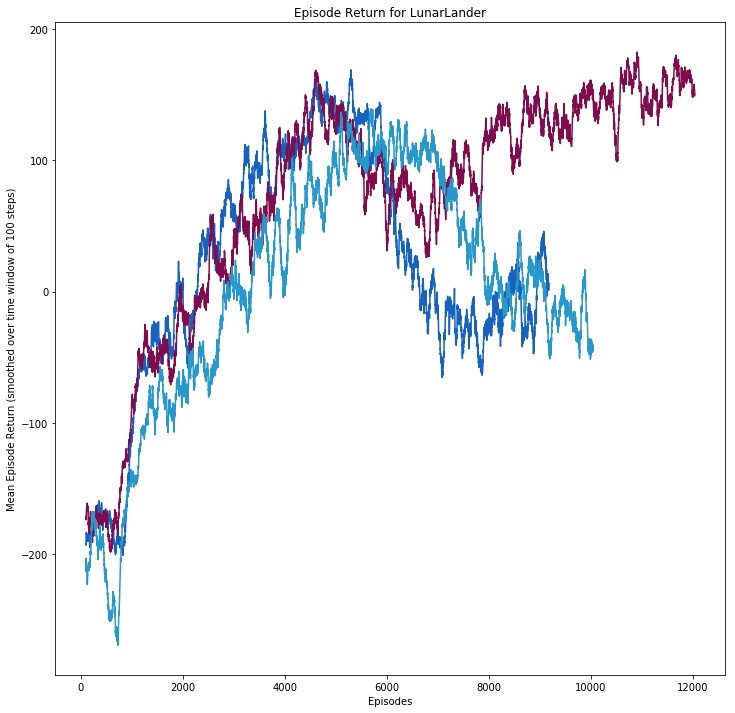 Episode Return for LunarLander
Mean Episode Return (smoothed over time window of 100 steps)
200
100
0
−100
−200
0 2000 4000 6000 8000 10000 12000
Episodes